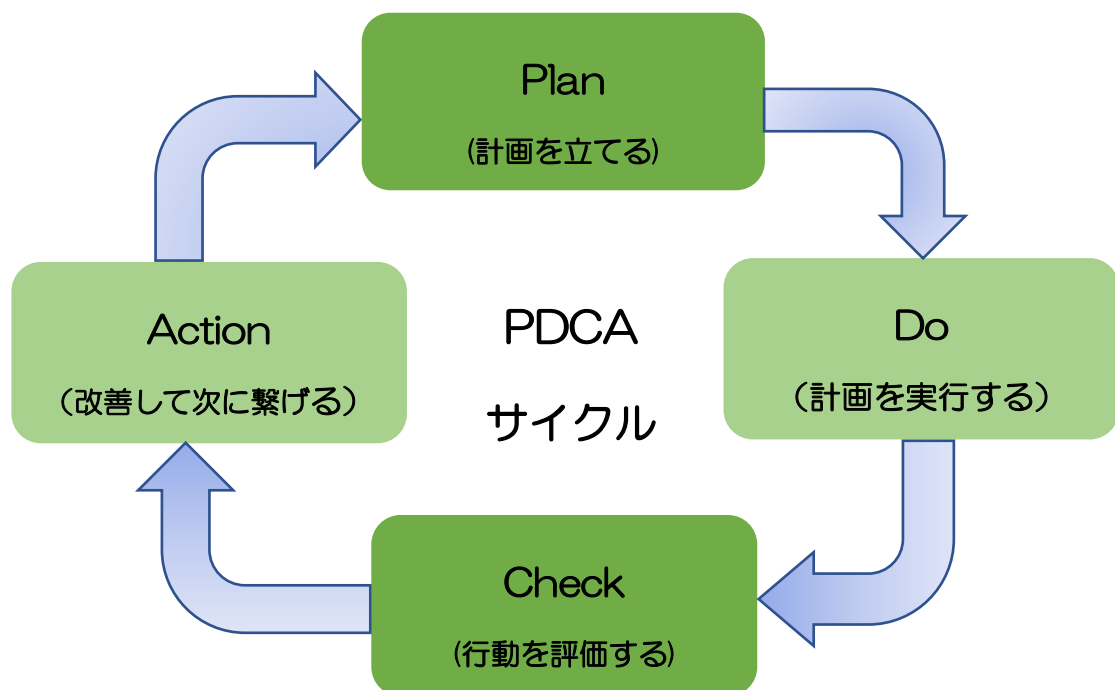 Plan
(計画を立てる)
Action
（改善して次に繋げる）
PDCA
サイクル
Do
（計画を実行する）
Check
(行動を評価する)